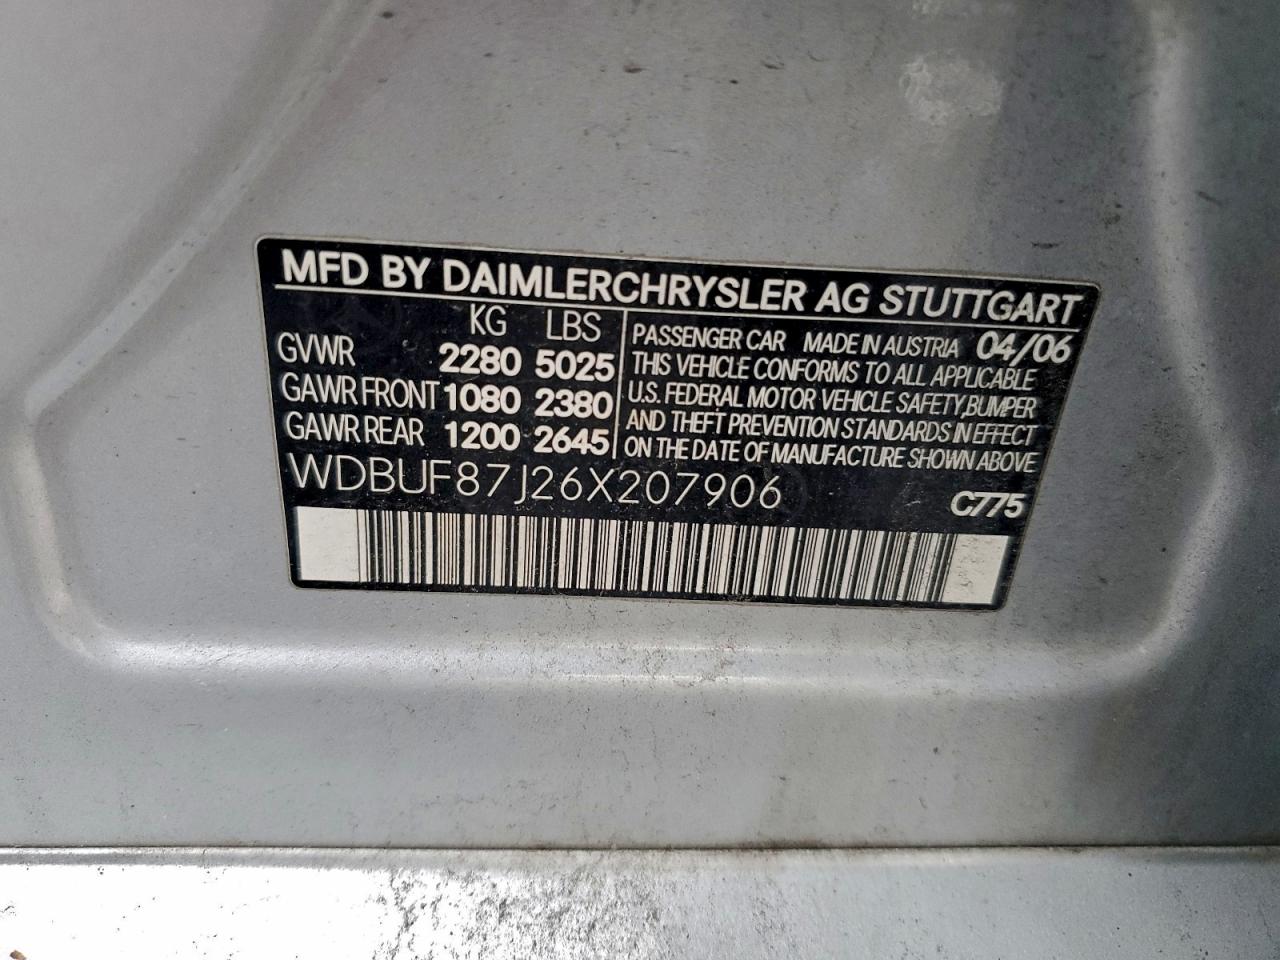 MFD BY DAIMLERCHRYSLER AG STUTTGART
KG LBS
GVWR 2280 5025
GAWR FRONT 1080 2380
GAWR REAR 1200 2645
PASSENGER CAR MADE IN AUSTRIA 04/06
THIS VEHICLE CONFORMS TO ALL APPLICABLE
U.S. FEDERAL MOTOR VEHICLE SAFETY,BUMPER
AND THEFT PREVENTION STANDARDS IN EFFECT
ON THE DATE OF MANUFACTURE SHOWN ABOVE
WDBUF87J26X207906
C775